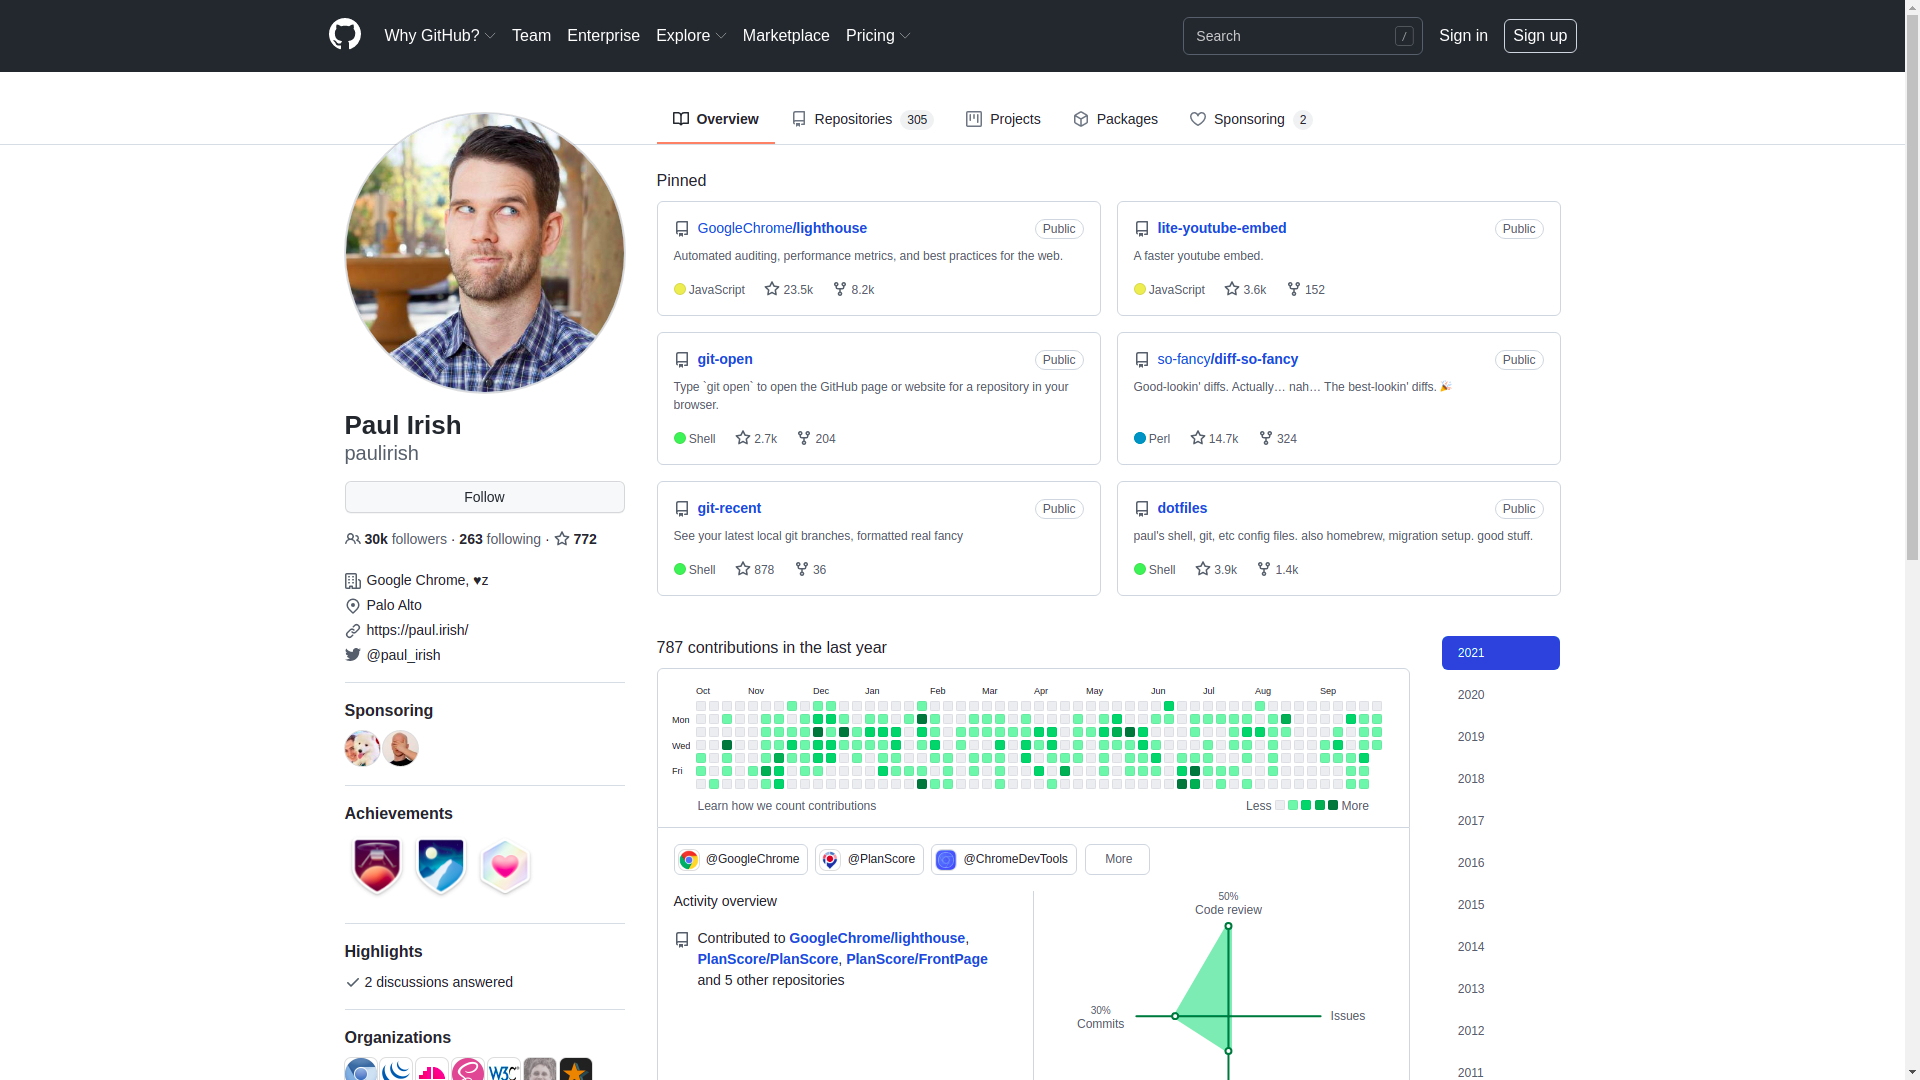 Why GitHub? Team Enterprise Explore Marketplace Pricing Search / Sign in Sign up
Overview Repositories 305 Projects Packages Sponsoring 2
Paul Irish
paulirish
Follow
30k followers · 263 following · 772
Google Chrome, ♥z
Palo Alto
https://paul.irish/
@paul_irish
Sponsoring
Achievements
Highlights
2 discussions answered
Organizations
W3C
Pinned
GoogleChrome/lighthouse Public
Automated auditing, performance metrics, and best practices for the web.
JavaScript 23.5k 8.2k
lite-youtube-embed Public
A faster youtube embed.
JavaScript 3.6k 152
git-open Public
Type `git open` to open the GitHub page or website for a repository in your
browser.
Shell 2.7k 204
so-fancy/diff-so-fancy Public
Good-lookin' diffs. Actually… nah… The best-lookin' diffs. 🎉
Perl 14.7k 324
git-recent Public
See your latest local git branches, formatted real fancy
Shell 878 36
dotfiles Public
paul's shell, git, etc config files. also homebrew, migration setup. good stuff.
Shell 3.9k 1.4k
787 contributions in the last year
Oct Nov Dec Jan Feb Mar Apr May Jun Jul Aug Sep
Mon
Wed
Fri
Learn how we count contributions Less More
@GoogleChrome @PlanScore @ChromeDevTools More
Activity overview
Contributed to GoogleChrome/lighthouse,
PlanScore/PlanScore, PlanScore/FrontPage
and 5 other repositories
50%
Code review
30%
Commits
Issues
2021
2020
2019
2018
2017
2016
2015
2014
2013
2012
2011